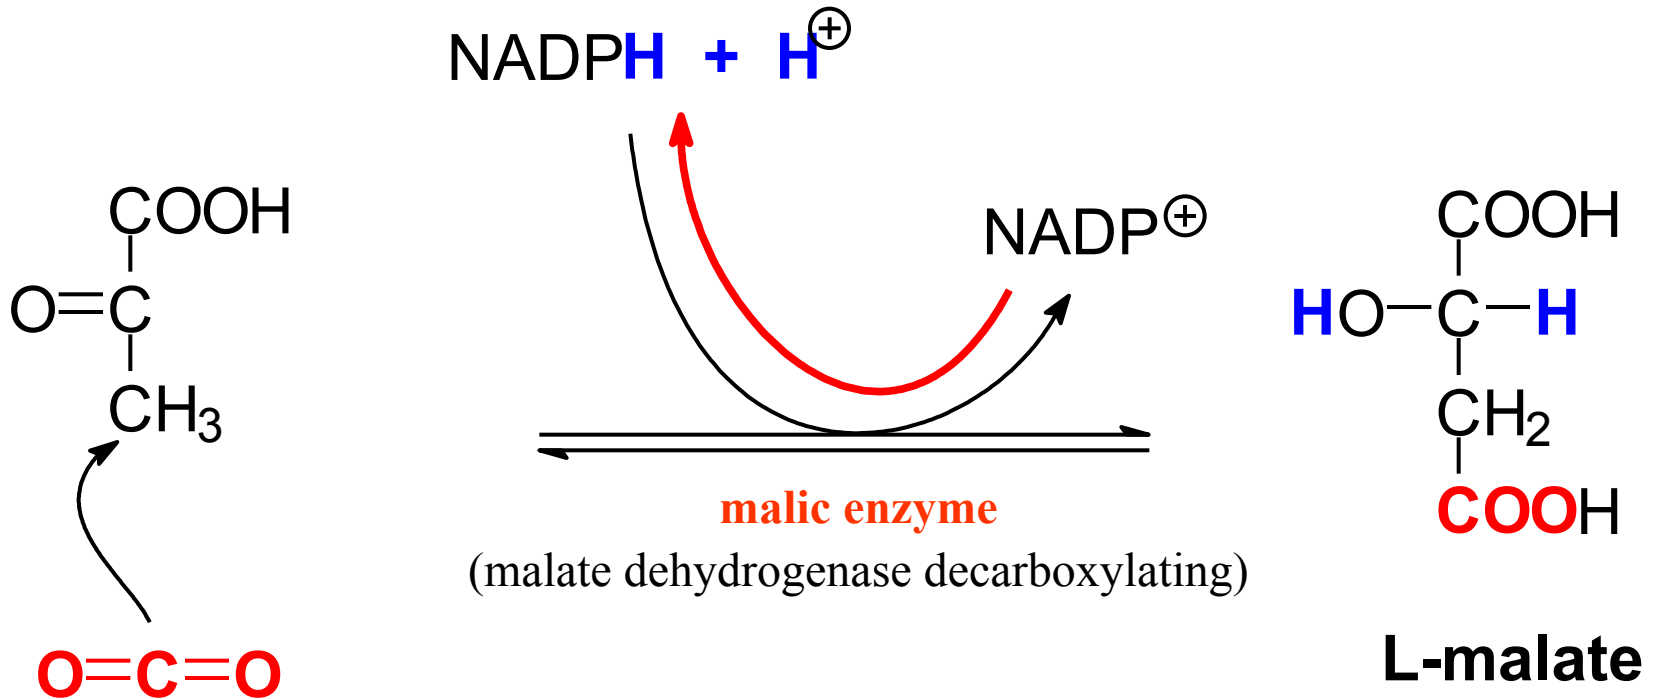 NADPH + H⊕
NADP⊕
COOH
O=C
CH3
O=C=O
malic enzyme
(malate dehydrogenase decarboxylating)
COOH
HO—C—H
CH2
COOH
L-malate